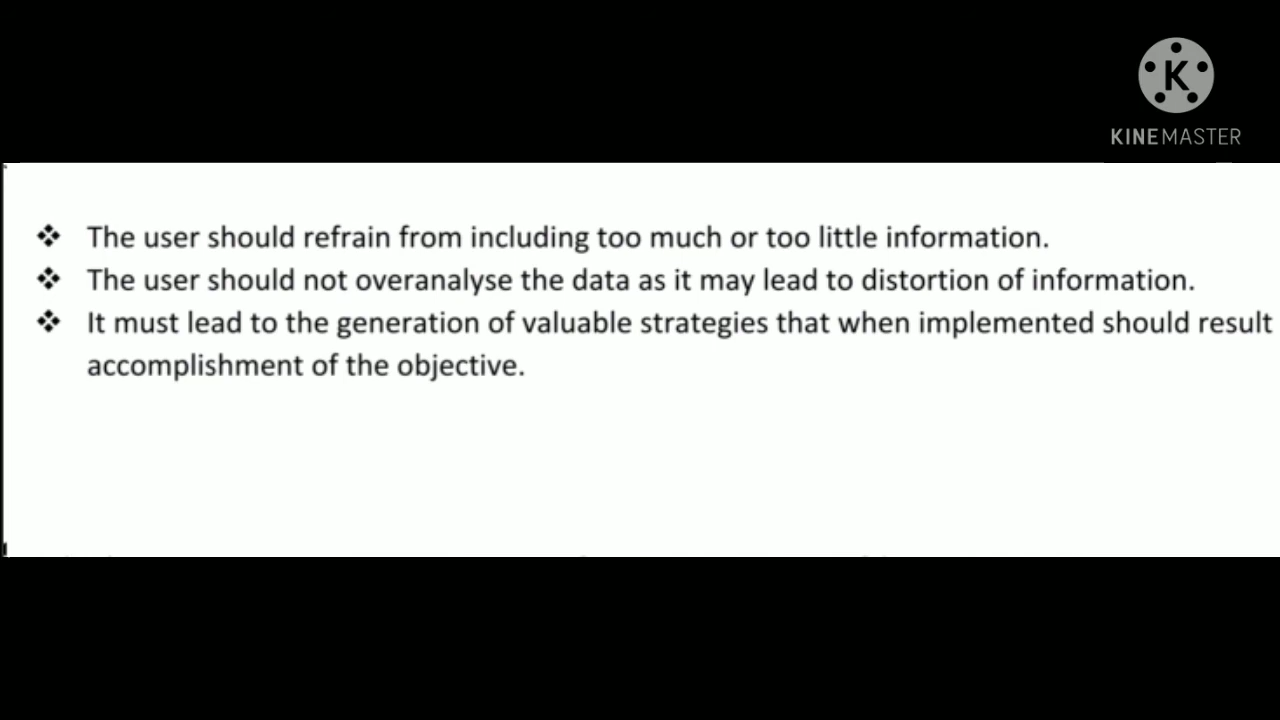 KINEMASTER
❖ The user should refrain from including too much or too little information.
❖ The user should not overanalyse the data as it may lead to distortion of information.
❖ It must lead to the generation of valuable strategies that when implemented should result
accomplishment of the objective.